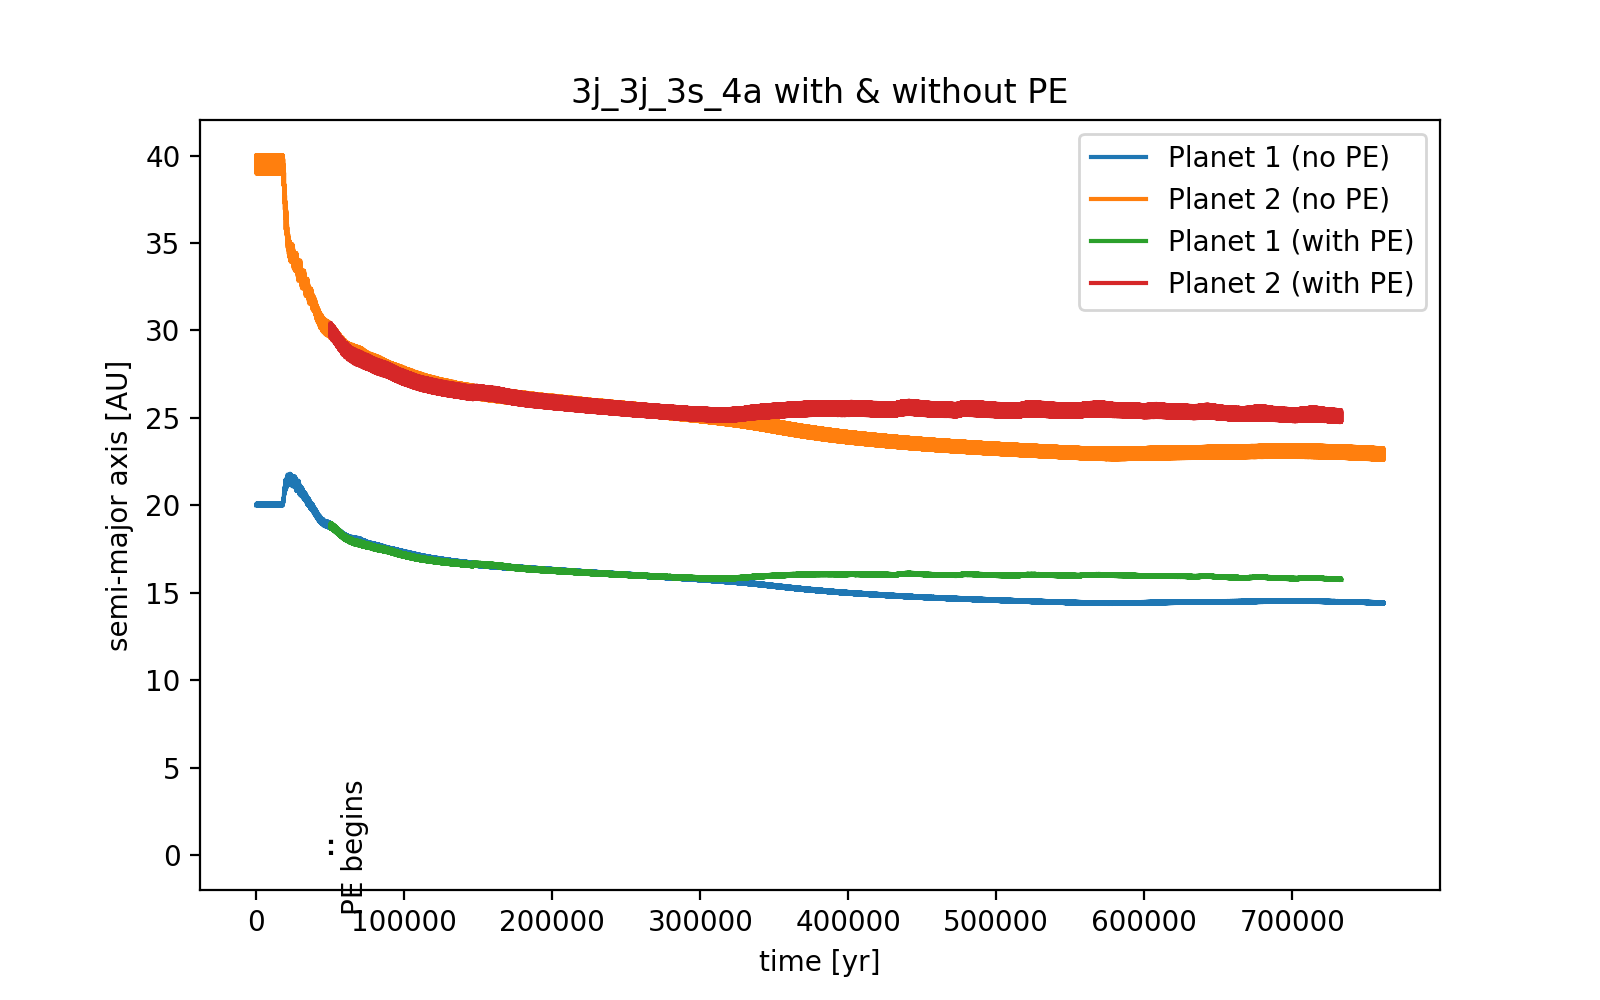 3j_3j_3s_4a with & without PE
Planet 1 (no PE)
Planet 2 (no PE)
Planet 1 (with PE)
Planet 2 (with PE)
semi-major axis [AU]
40
35
30
25
20
15
10
5
0
PE begins
0
100000
200000
300000
400000
500000
600000
700000
time [yr]